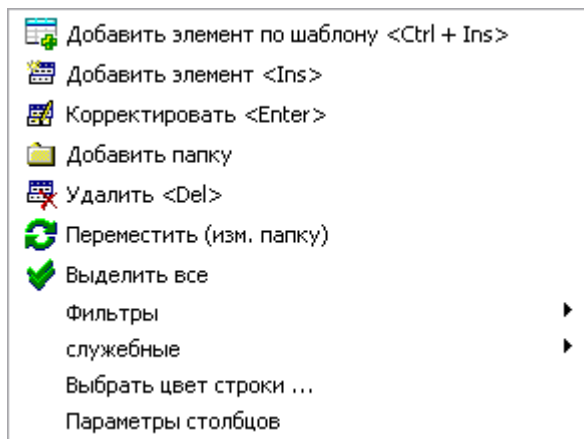 Добавить элемент по шаблону <Ctrl + Ins>
Добавить элемент <Ins>
Корректировать <Enter>
Добавить папку
Удалить <Del>
Переместить (изм. папку)
Выделить все
Фильтры
служебные
Выбрать цвет строки ...
Параметры столбцов